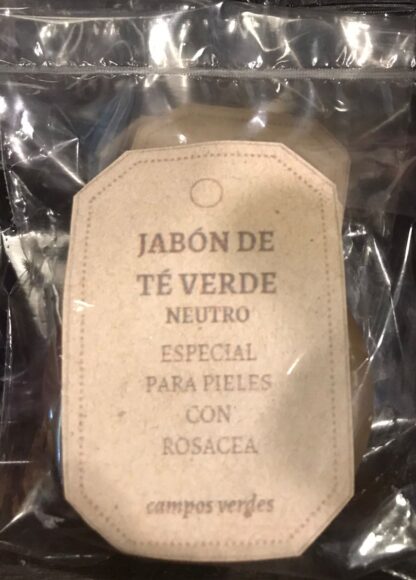 JABÓN DE
TÉ VERDE
NEUTRO
ESPECIAL
PARA PIELES
CON
ROSACEA
campos verdes